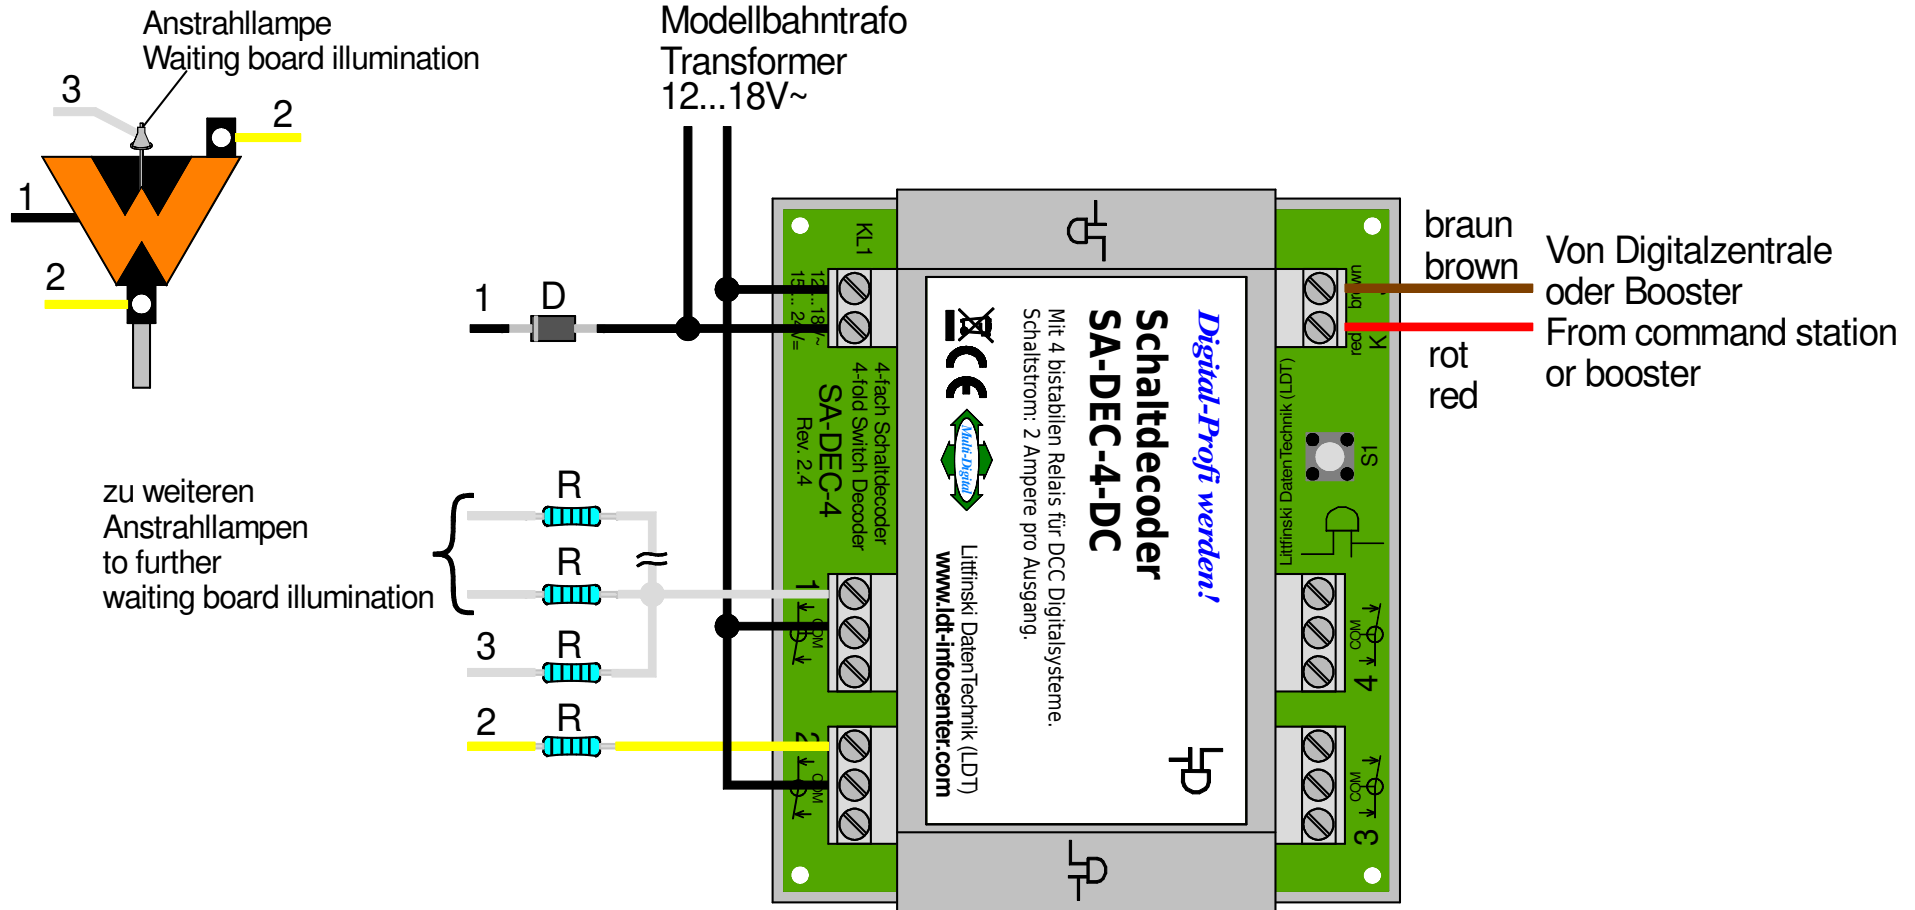 Anstrahllampe
Waiting board illumination
3
2
1
2
Modellbahntrafo
Transformer
12...18V~
1
D
zu weiteren
Anstrahllampen
to further
waiting board illumination
R
R
3
R
2
R
KL1
12...18V~
15... 24V=
4-fach Schaltdecoder
4-fold Switch Decoder
SA-DEC-4
Rev. 2.4
1
COM
2
COM
Digital-Profi werden!
Schaltdecoder
SA-DEC-4-DC
Mit 4 bistabilen Relais für DCC Digitalsysteme.
Schaltstrom: 2 Ampere pro Ausgang.
CE
Multi-Digital
Littfinski DatenTechnik (LDT)
www.ldt-infocenter.com
brown
red
K
Littfinski DatenTechnik (LDT)
S1
COM
4
COM
3
braun
brown
rot
red
Von Digitalzentrale
oder Booster
From command station
or booster